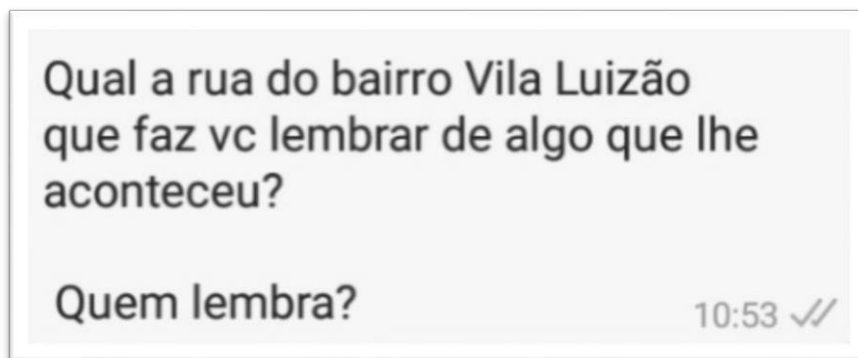 Qual a rua do bairro Vila Luizão
que faz vc lembrar de algo que lhe
aconteceu?
Quem lembra?
10:53